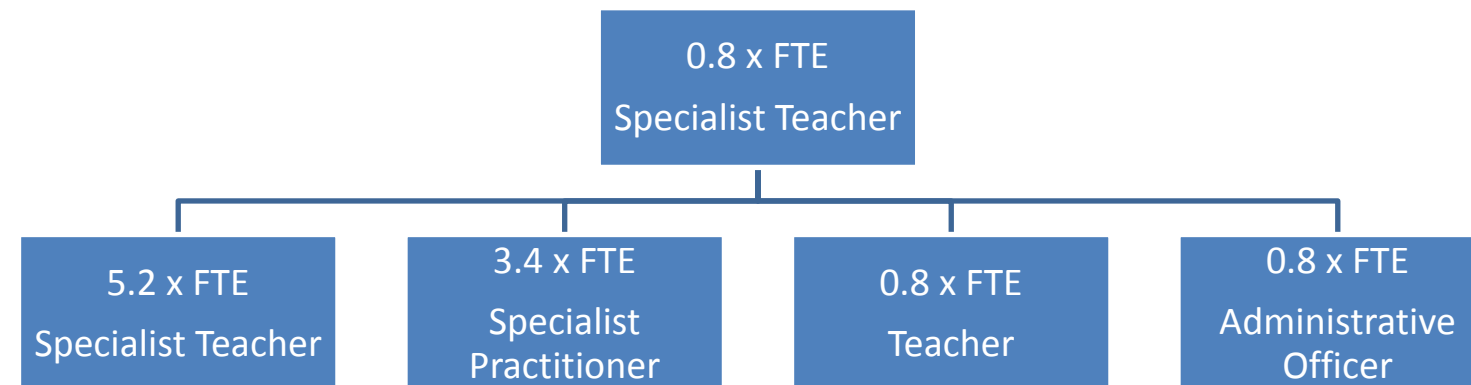 0.8 x FTE
Specialist Teacher
5.2 x FTE
Specialist Teacher
3.4 x FTE
Specialist
Practitioner
0.8 x FTE
Teacher
0.8 x FTE
Administrative
Officer